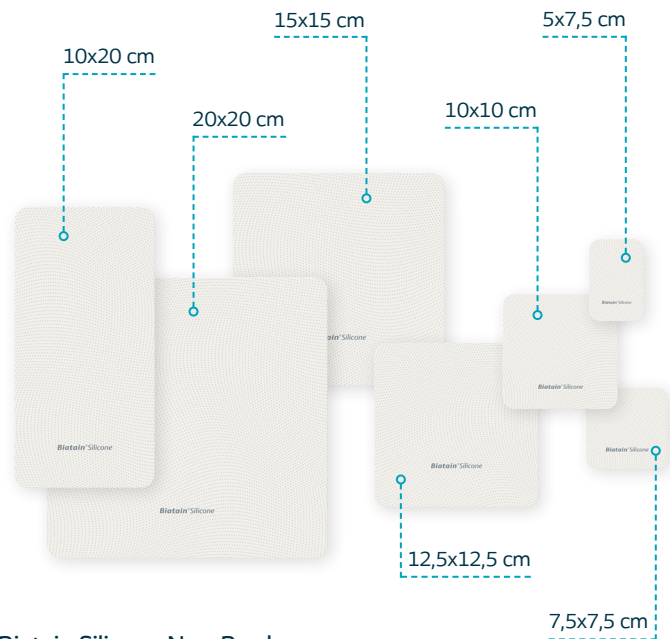 15x15 cm
5x7,5 cm
10x20 cm
10x10 cm
20x20 cm
Biatain® Silicone
Silicone
Biatain® Silicone
Biatain® Silicone
Biatain® Silicone
Biatain® Silicone
Biatain® Silicone
12,5x12,5 cm
7,5x7,5 cm